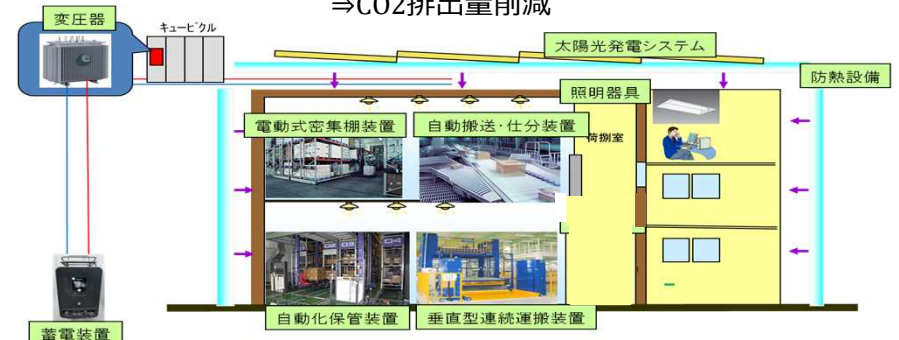 ⇒CO2排出量削減
変圧器
キュービクル
太陽光発電システム
防熱設備
照明器具
電動式密集棚装置
自動搬送・仕分装置
荷捌室
自動化保管装置
垂直型連続運搬装置
蓄電装置